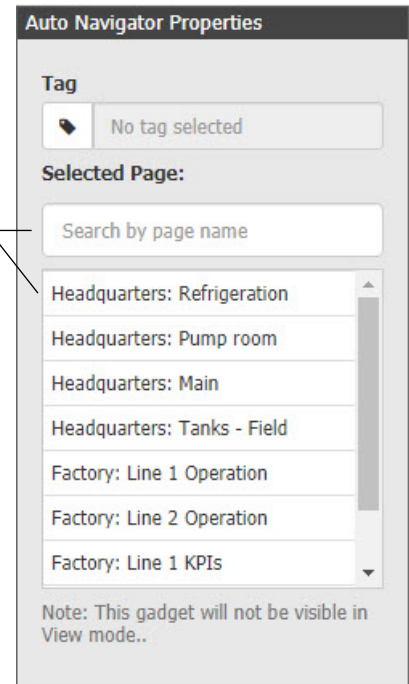 Auto Navigator Properties
Tag
No tag selected
Selected Page:
Search by page name
Headquarters: Refrigeration
Headquarters: Pump room
Headquarters: Main
Headquarters: Tanks - Field
Factory: Line 1 Operation
Factory: Line 2 Operation
Factory: Line 1 KPIs
Note: This gadget will not be visible in
View mode..